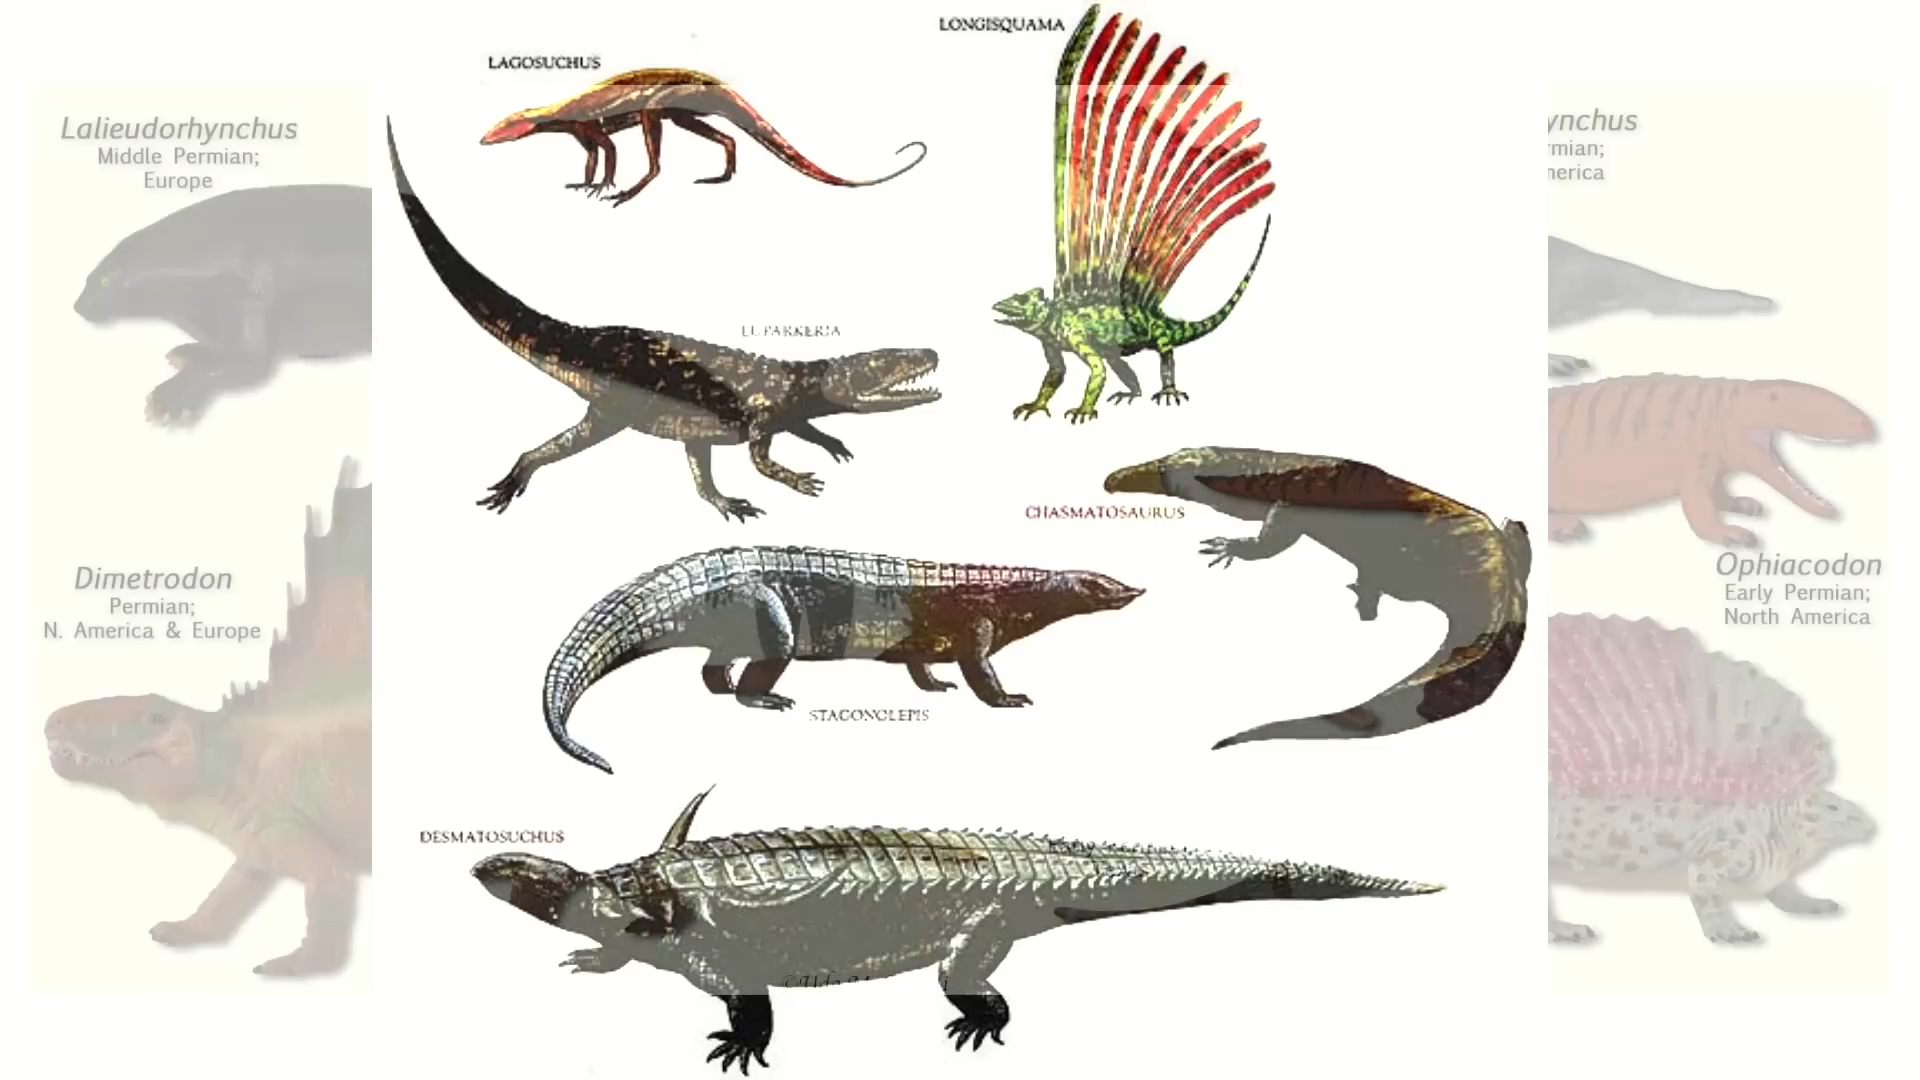 LONGISQUAMA
LAGOSUCHUS
Lalieudorhynchus
Middle Permian;
Europe
ynchus
rmian;
nerica
EUPARKERIA
CHASMATOSAURUS
Dimetrodon
Permian;
N. America & Europe
Ophiacodon
Early Permian;
North America
STAGONOLEPIS
DESMATOSUCHUS